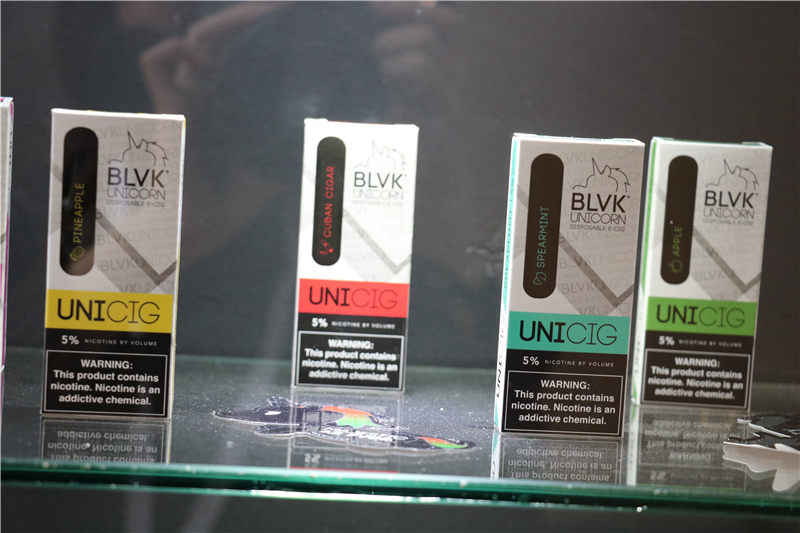 PINEAPPLE
BLVK
UNICORN
DISPOSABLE E-CIG
UNICIG
5% NICOTINE BY VOLUME
WARNING:
This product contains
nicotine. Nicotine is an
addictive chemical.
CUBAN CIGAR
BLVK
UNICORN
DISPOSABLE E-CIG
UNICIG
5% NICOTINE BY VOLUME
WARNING:
This product contains
nicotine. Nicotine is an
addictive chemical.
SPEARMINT
BLVK
UNICORN
DISPOSABLE E-CIG
UNICIG
5% NICOTINE BY VOLUME
WARNING:
This product contains
nicotine. Nicotine is an
addictive chemical.
APPLE
BLVK
UNICORN
DISPOSABLE E-CIG
UNICIG
5% NICOTINE BY VOLUME
WARNING:
This product contains
nicotine. Nicotine is an
addictive chemical.